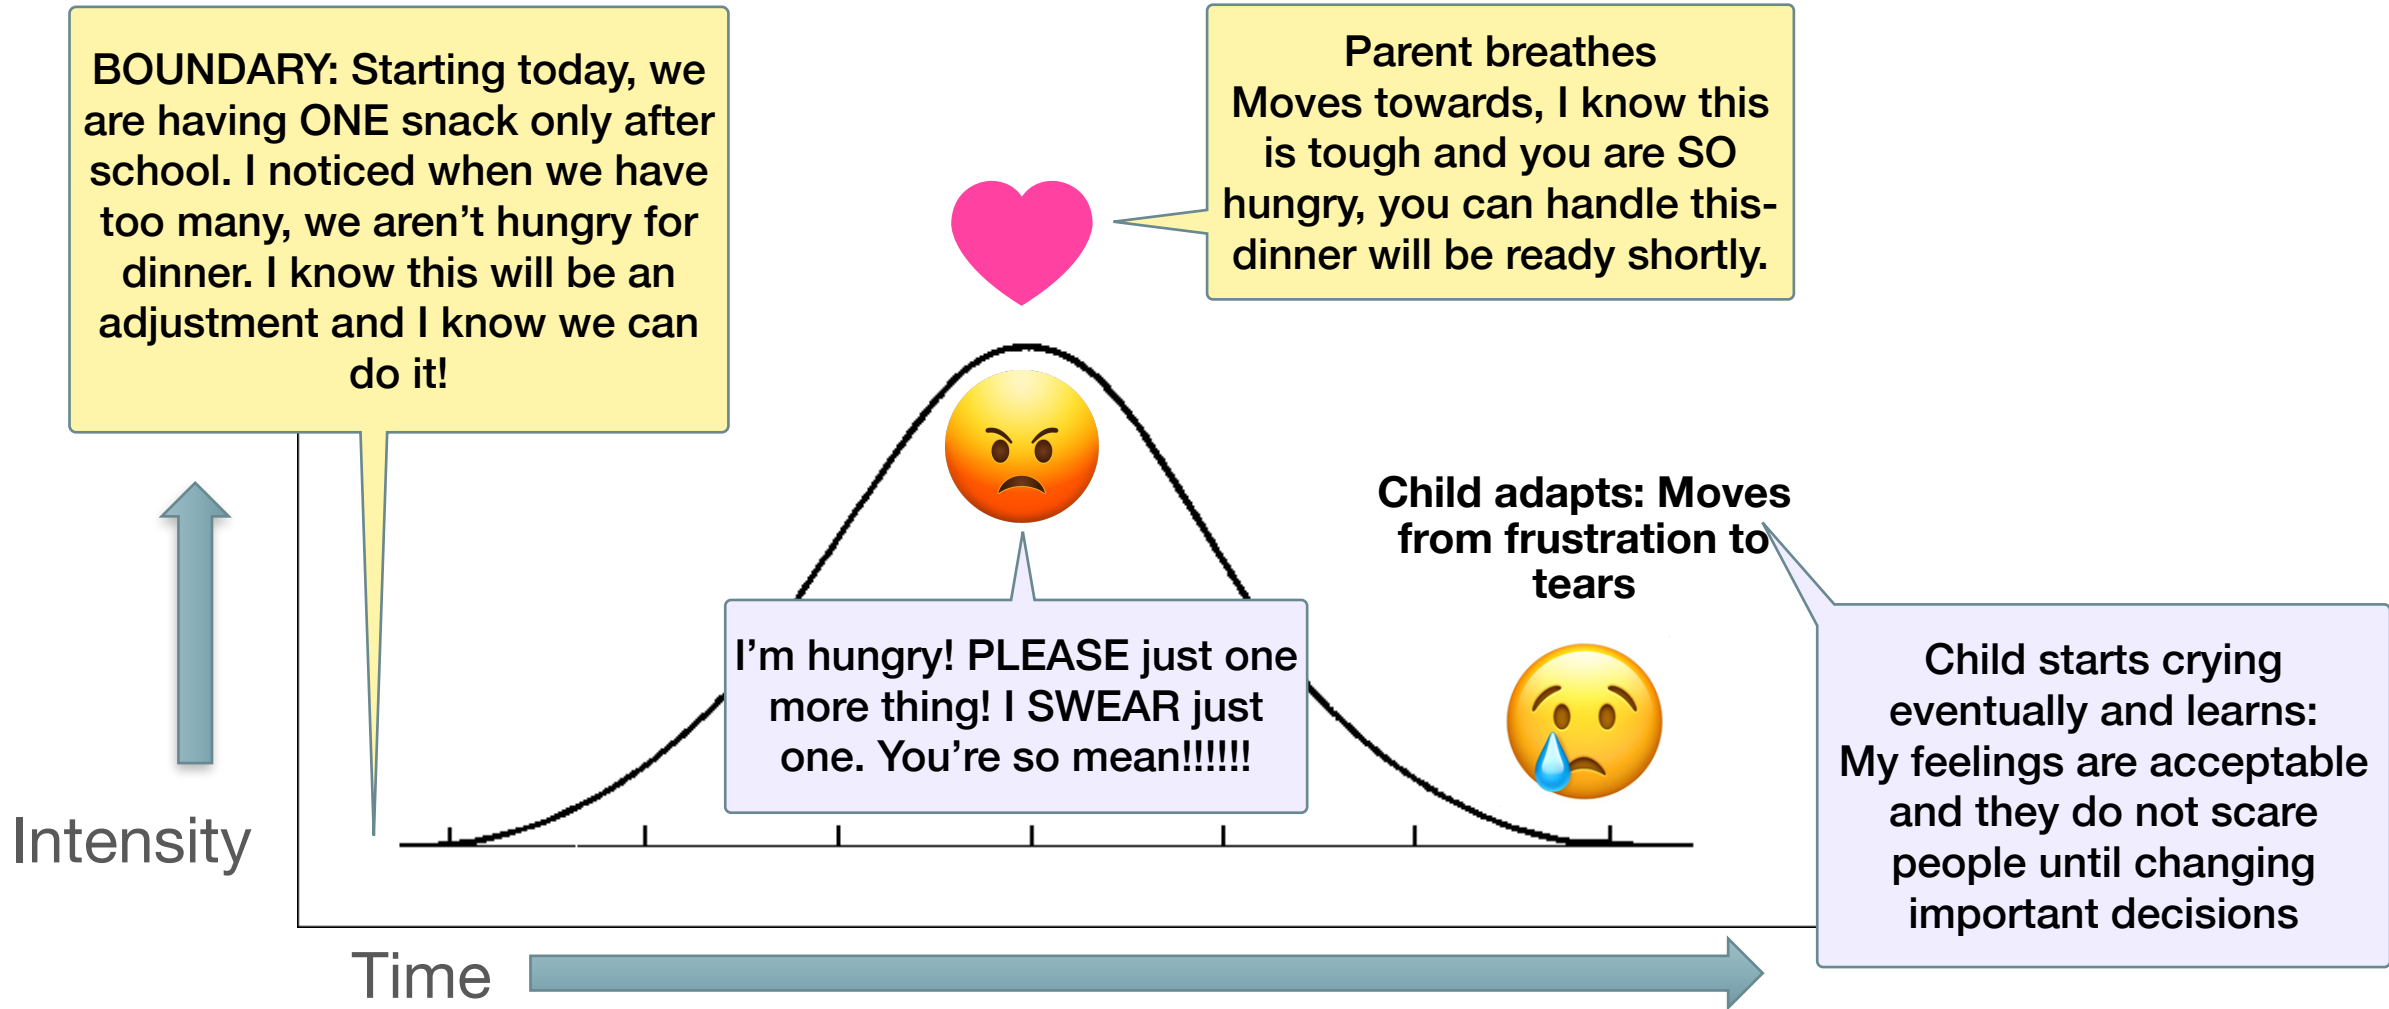 BOUNDARY: Starting today, we
are having ONE snack only after
school. I noticed when we have
too many, we aren’t hungry for
dinner. I know this will be an
adjustment and I know we can
do it!
Parent breathes
Moves towards, I know this
is tough and you are SO
hungry, you can handle this-
dinner will be ready shortly.
I’m hungry! PLEASE just one
more thing! I SWEAR just
one. You’re so mean!!!!!!
Child adapts: Moves
from frustration to
tears
Child starts crying
eventually and learns:
My feelings are acceptable
and they do not scare
people until changing
important decisions
Intensity
Time